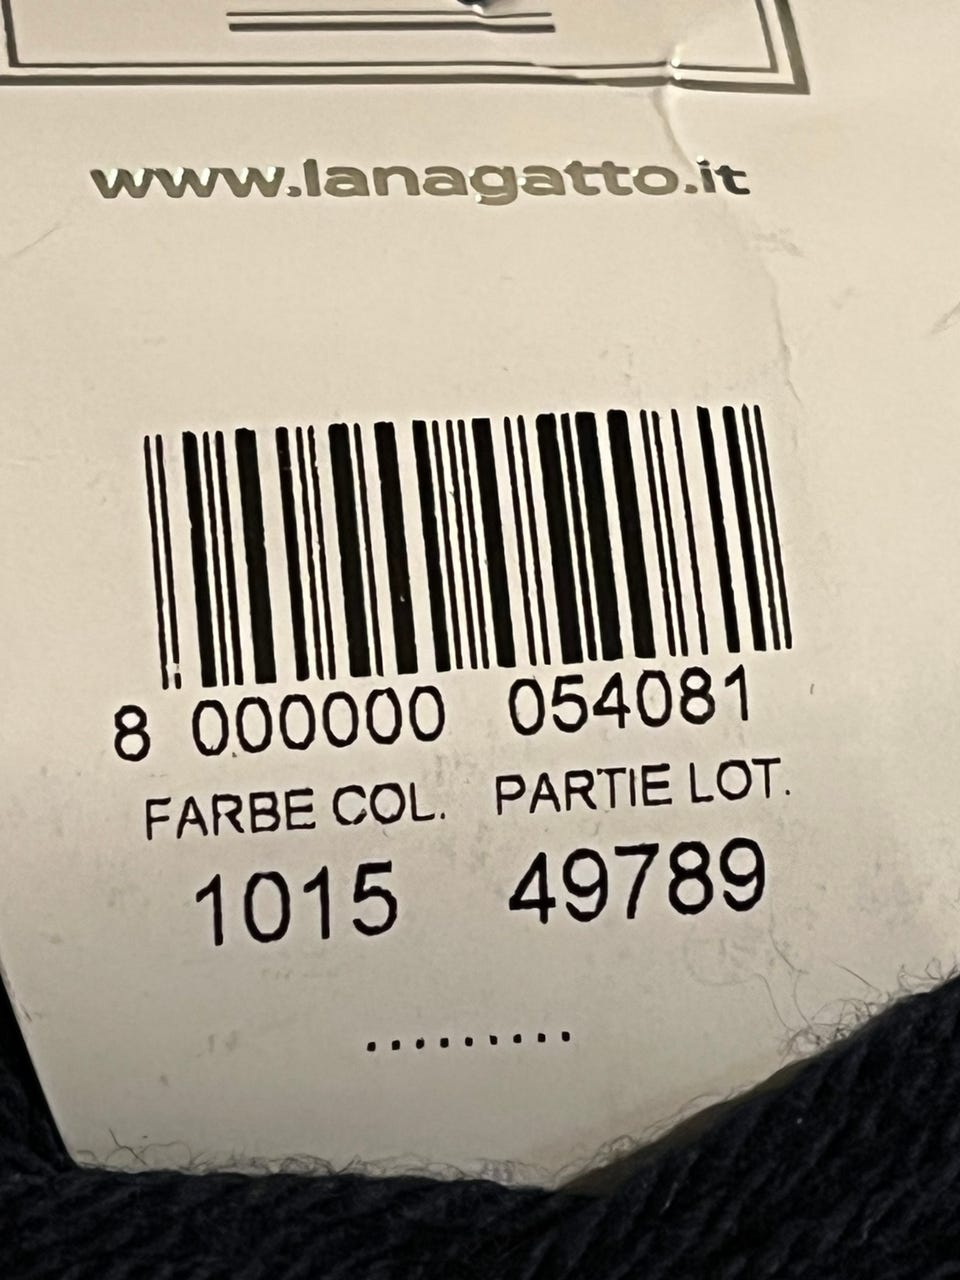 www.lanagatto.it
8 000000 054081
FARBE COL. PARTIE LOT.
1015 49789
.........